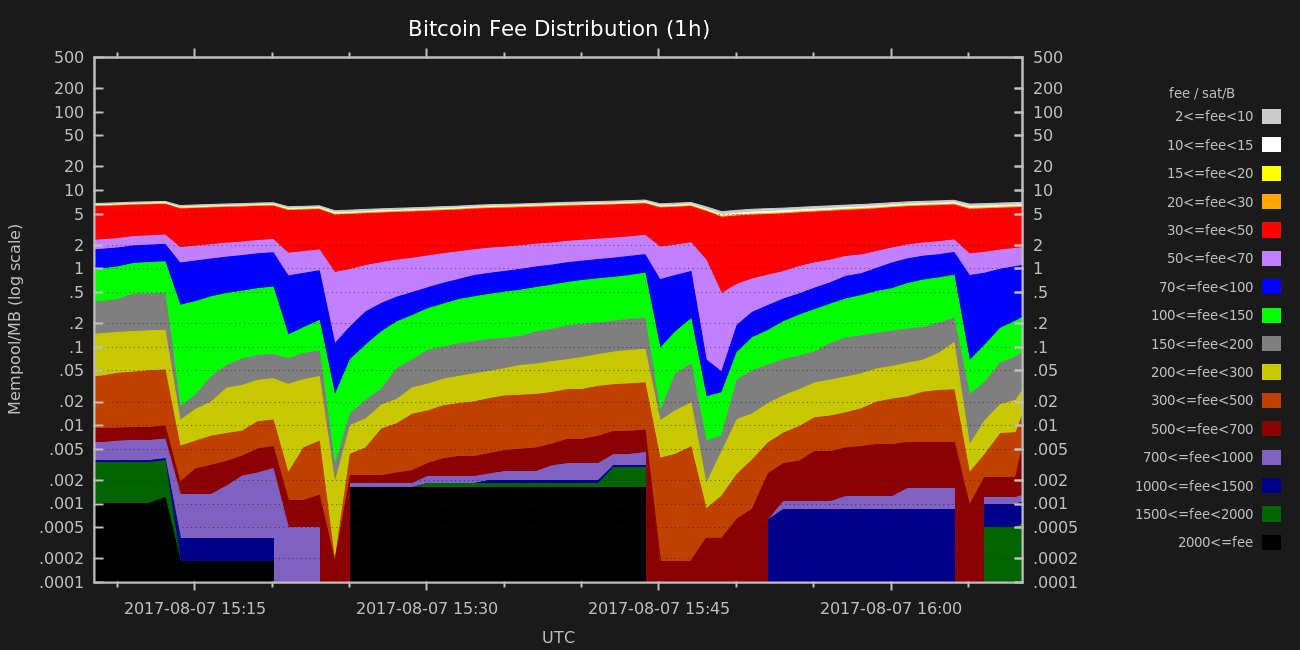 Bitcoin Fee Distribution (1h)
500
200
100
50
20
10
5
2
1
.5
.2
.1
.05
.02
.01
.005
.002
.001
.0005
.0002
.0001
Mempool/MB (log scale)
500
200
100
50
20
10
5
2
1
.5
.2
.1
.05
.02
.01
.005
.002
.001
.0005
.0002
.0001
2017-08-07 15:15
2017-08-07 15:30
2017-08-07 15:45
2017-08-07 16:00
UTC
fee / sat/B
2<=fee<10
10<=fee<15
15<=fee<20
20<=fee<30
30<=fee<50
50<=fee<70
70<=fee<100
100<=fee<150
150<=fee<200
200<=fee<300
300<=fee<500
500<=fee<700
700<=fee<1000
1000<=fee<1500
1500<=fee<2000
2000<=fee